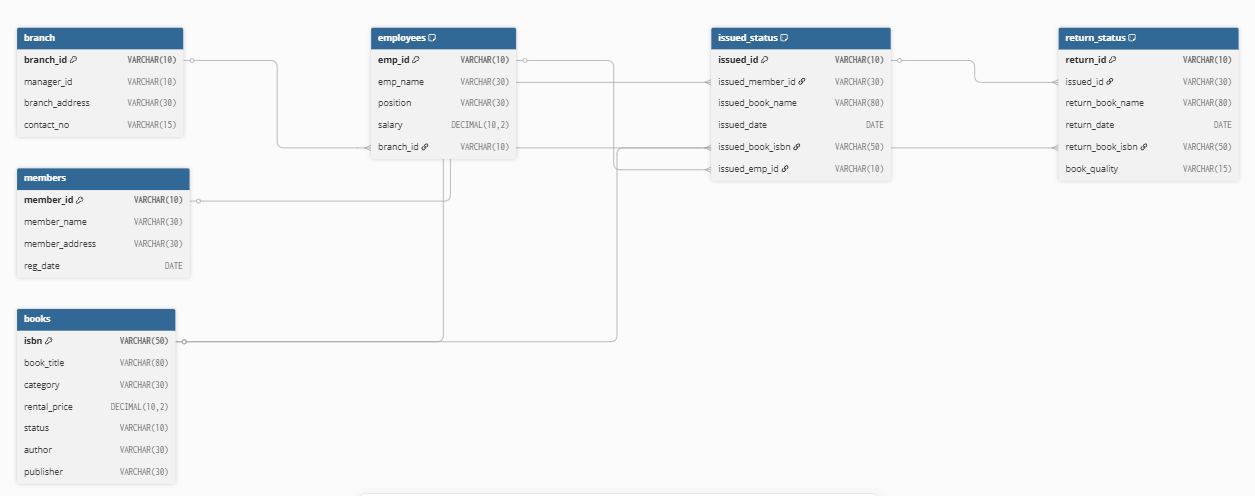 branch
branch_id VARCHAR(10)
manager_id VARCHAR(10)
branch_address VARCHAR(30)
contact_no VARCHAR(15)
members
member_id VARCHAR(10)
member_name VARCHAR(30)
member_address VARCHAR(30)
reg_date DATE
books
isbn VARCHAR(50)
book_title VARCHAR(80)
category VARCHAR(30)
rental_price DECIMAL(10,2)
status VARCHAR(10)
author VARCHAR(30)
publisher VARCHAR(30)
employees
emp_id VARCHAR(10)
emp_name VARCHAR(30)
position VARCHAR(30)
salary DECIMAL(10,2)
branch_id VARCHAR(10)
issued_status
issued_id VARCHAR(10)
issued_member_id VARCHAR(30)
issued_book_name VARCHAR(80)
issued_date DATE
issued_book_isbn VARCHAR(50)
issued_emp_id VARCHAR(10)
return_status
return_id VARCHAR(10)
issued_id VARCHAR(30)
return_book_name VARCHAR(80)
return_date DATE
return_book_isbn VARCHAR(50)
book_quality VARCHAR(15)